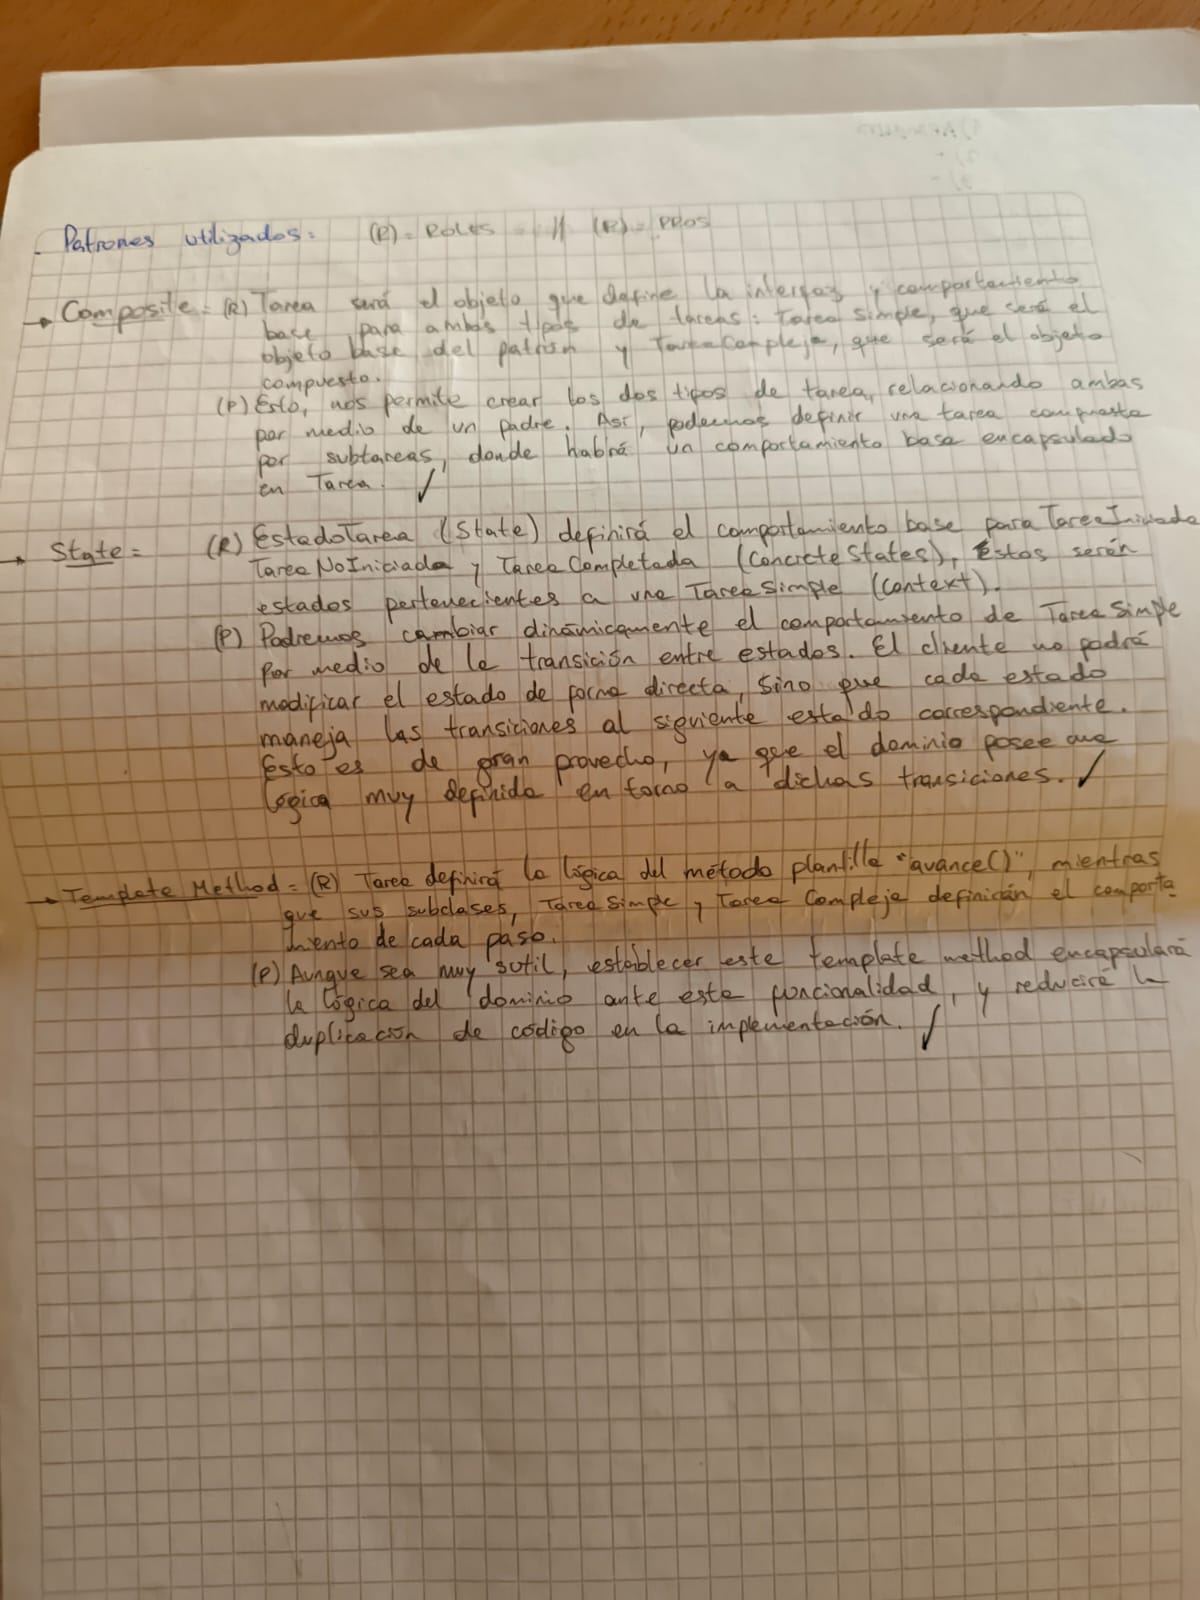 - Patrones utilizados: (R) = ROLES // (P) = PROS
→ Composite = (R) Tarea será el objeto que define la interfaz y comportamiento
base para ambos tipos de tareas: Tarea Simple, que será el
objeto base del patrón y TareaCompleja, que será el objeto
compuesto.
(P) Esto, nos permite crear los dos tipos de tarea, relacionando ambas
por medio de un padre. Así, podemos definir una tarea compuesta
por subtareas, donde habrá un comportamiento base encapsulado
en Tarea. ✓
→ State = (R) EstadoTarea (State) definirá el comportamiento base para TareaIniciada
TareaNoIniciada y TareaCompletada (Concrete States), Éstos serán
estados pertenecientes a una TareaSimple (Context).
(P) Podremos cambiar dinámicamente el comportamiento de TareaSimple
por medio de la transición entre estados. El cliente no podrá
modificar el estado de forma directa, sino que cada estado
maneja las transiciones al siguiente estado correspondiente.
Esto es de gran provecho, ya que el dominio posee una
lógica muy definida en torno a dichas transiciones. ✓
→ Template Method = (R) Tarea definirá la lógica del método plantilla "avance()", mientras
que sus subclases, Tarea Simple y Tarea Compleja definirán el comporta-
miento de cada paso.
(P) Aunque sea muy sutil, establecer este template method encapsulará
la lógica del dominio ante esta funcionalidad, y reducirá la
duplicación de código en la implementación. ✓